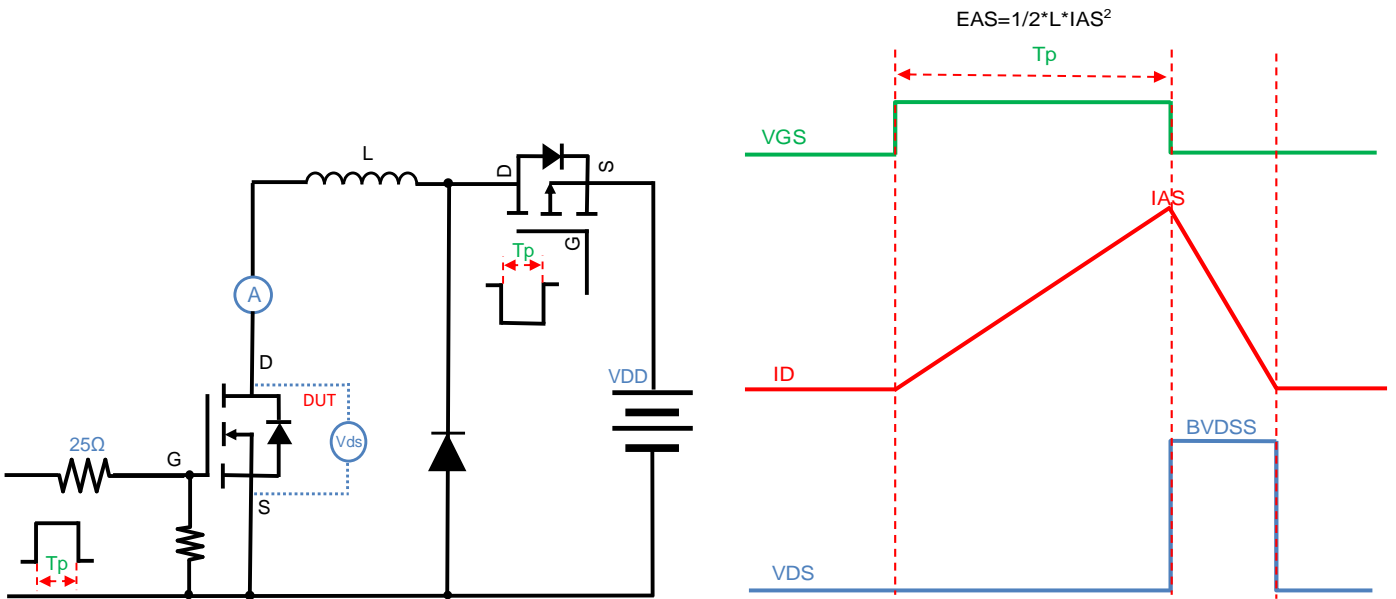 EAS=1/2*L*IAS²
Tp
VGS
IAS
ID
BVDSS
VDS
L
D
S
G
Tp
A
D
DUT
Vds
VDD
25Ω
G
S
Tp